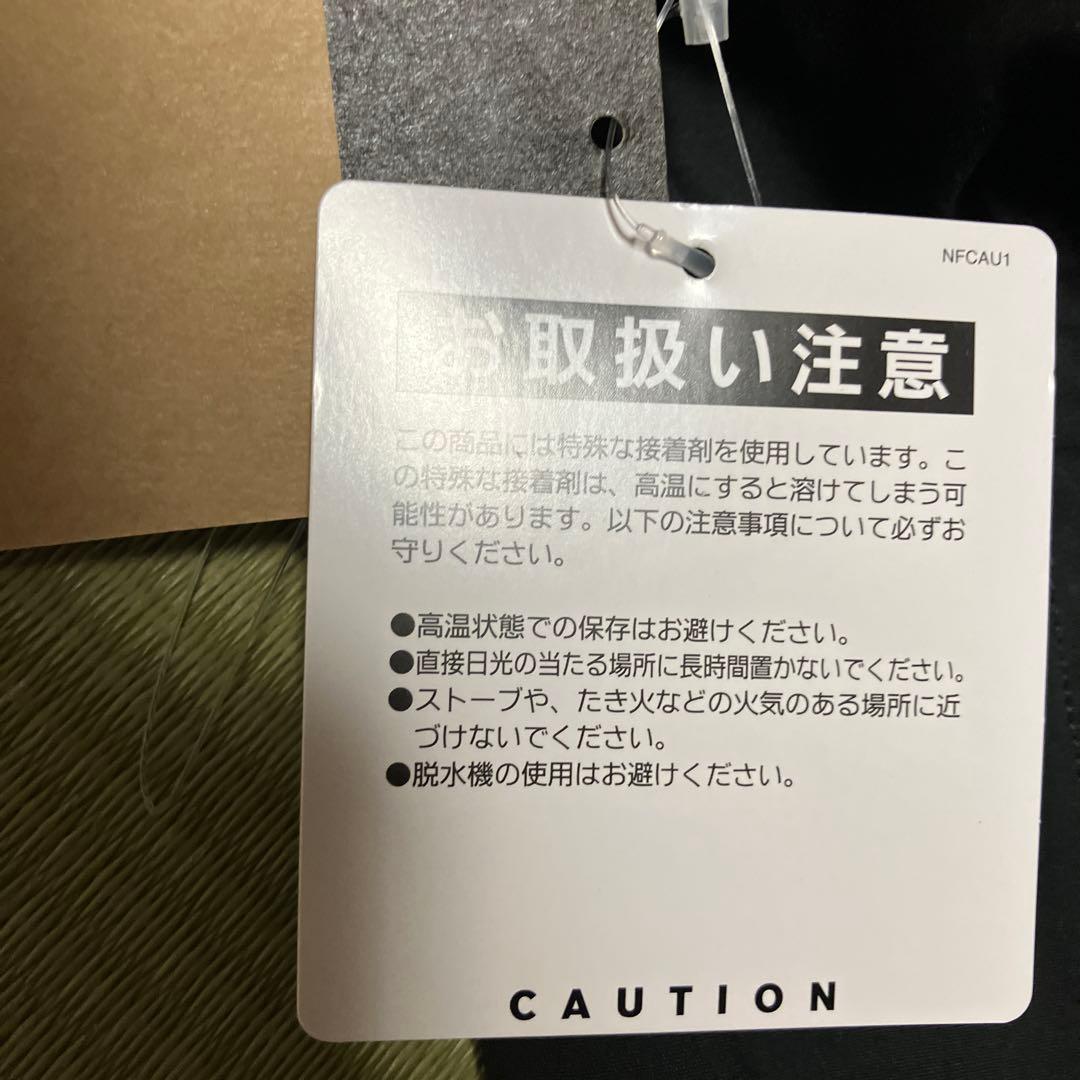 NFCAU1
お取扱い注意
この商品には特殊な接着剤を使用しています。こ
の特殊な接着剤は、高温にすると溶けてしまう可
能性があります。以下の注意事項について必ずお
守りください。
●高温状態での保存はお避けください。
●直接日光の当たる場所に長時間置かないでください。
●ストーブや、たき火などの火気のある場所に近
づけないでください。
●脱水機の使用はお避けください。
CAUTION